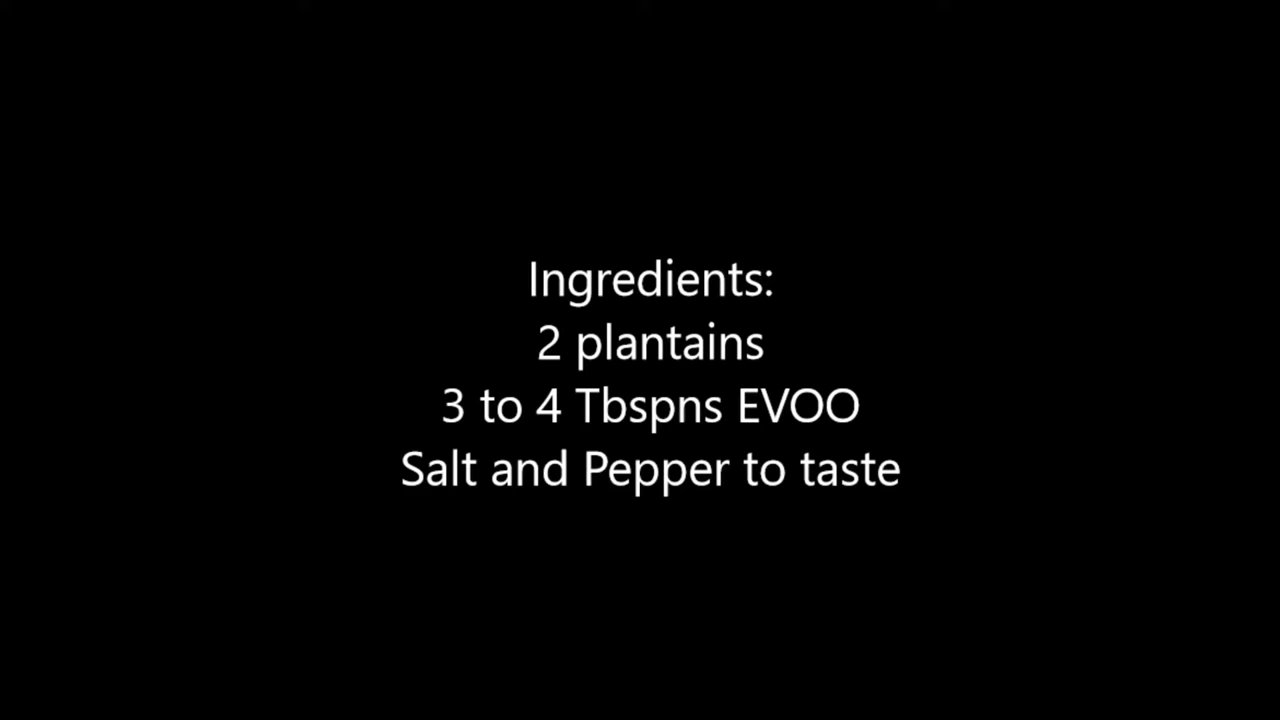 Ingredients:
2 plantains
3 to 4 Tbspns EVOO
Salt and Pepper to taste